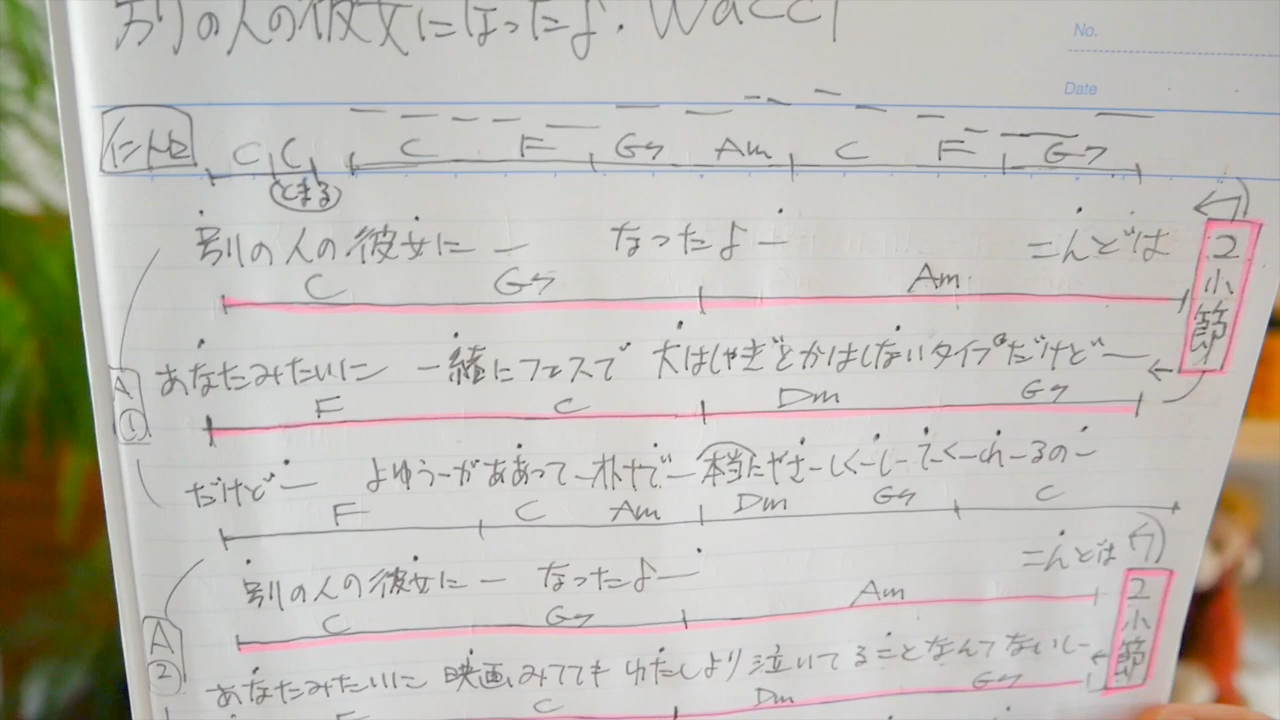 別の人の彼女になったよ. wacci
No.
Date
イントロ C C C F G7 Am C F G7
とまる
別の人の彼女に ー なったよ ー こんどは
C G7 Am
2小節
あなたみたいに 一緒にフェスで 大はしゃぎとかはしないタイプだけど ー
A① F C Dm G7
だけど ー よゆう ー がああって ー 木けで ー 本当にやさ ー しく ー し ー て ー く ー れ ー るの ー
F C Am Dm G7 C
別の人の彼女に ー なったよ ー こんどは
C G7 Am
2小節
A② あなたみたいに 映画みてても わたしより泣いてることなんてないし ー
F C Dm G7